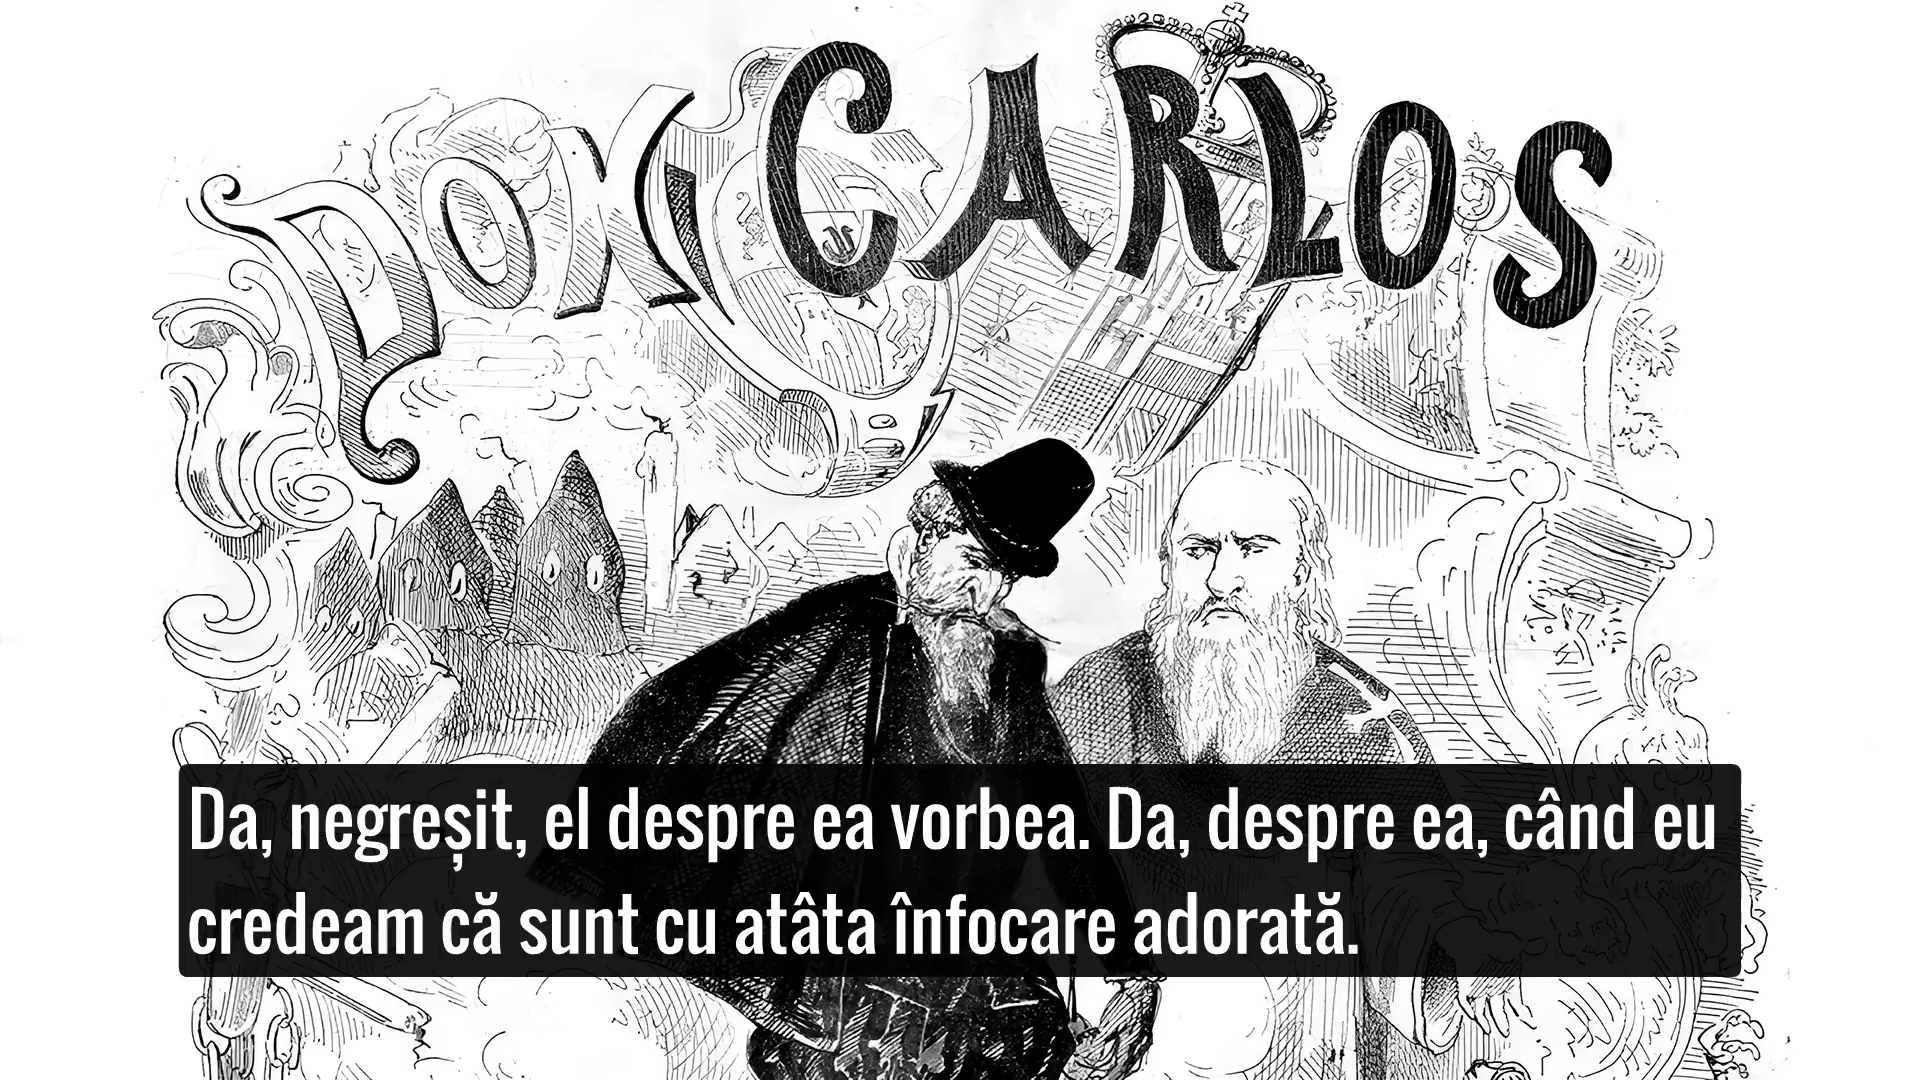 DON CARLOS
Da, negreșit, el despre ea vorbea. Da, despre ea, când eu
credeam că sunt cu atâta înfocare adorată.